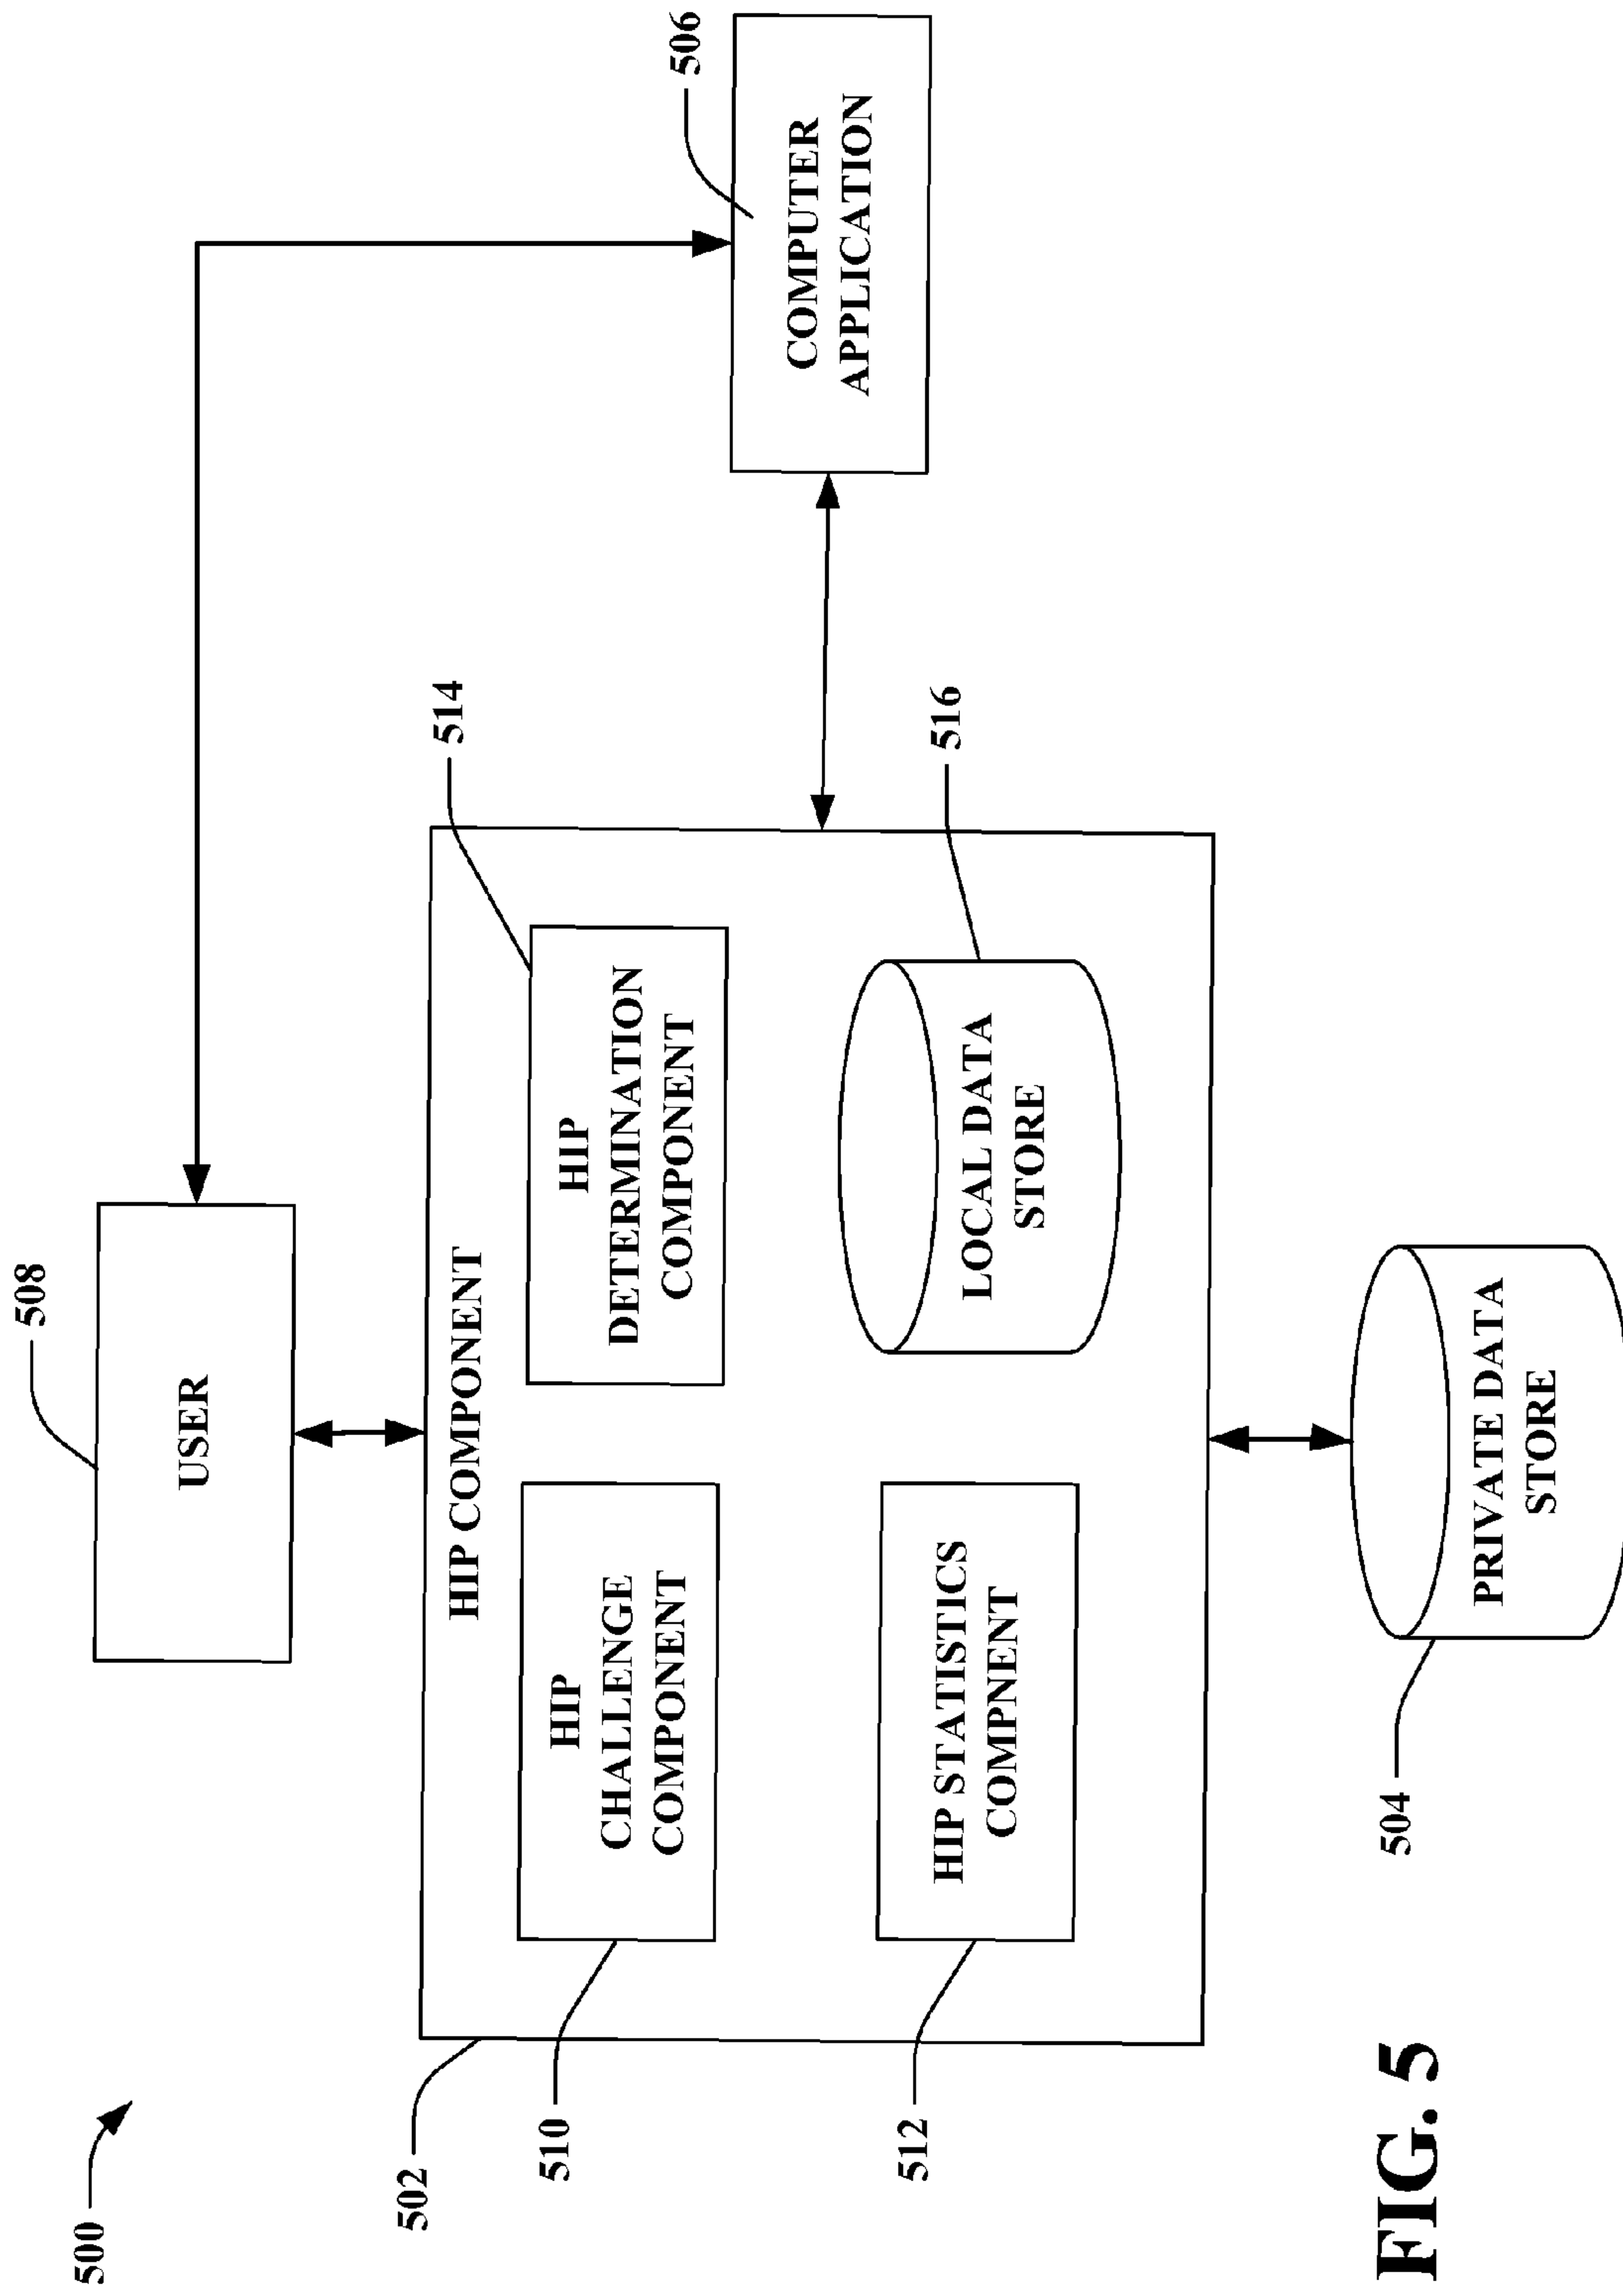 500
508
USER
502
HIP COMPONENT
510
HIP
CHALLENGE
COMPONENT
514
HIP
DETERMINATION
COMPONENT
506
COMPUTER
APPLICATION
512
HIP STATISTICS
COMPNENT
516
LOCAL DATA
STORE
504
PRIVATE DATA
STORE
FIG. 5